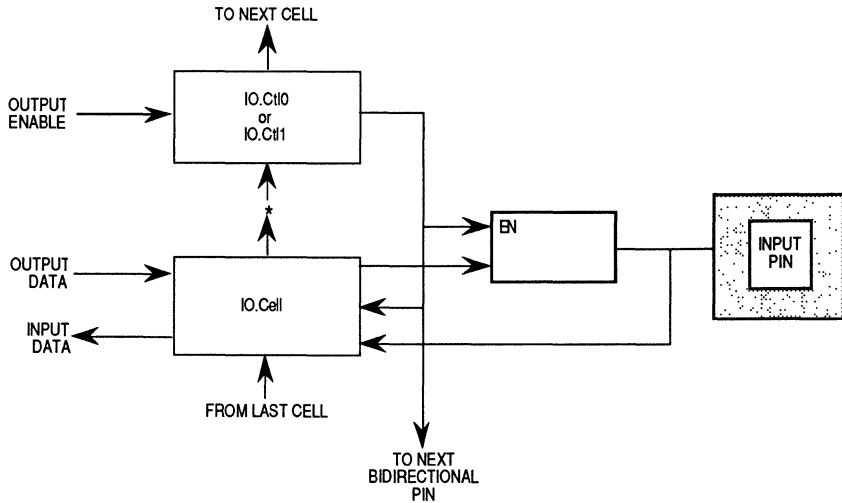 TO NEXT CELL
OUTPUT
ENABLE
IO.Ctl0
or
IO.Ctl1
*
EN
INPUT
PIN
OUTPUT
DATA
IO.Cell
INPUT
DATA
FROM LAST CELL
TO NEXT
BIDIRECTIONAL
PIN